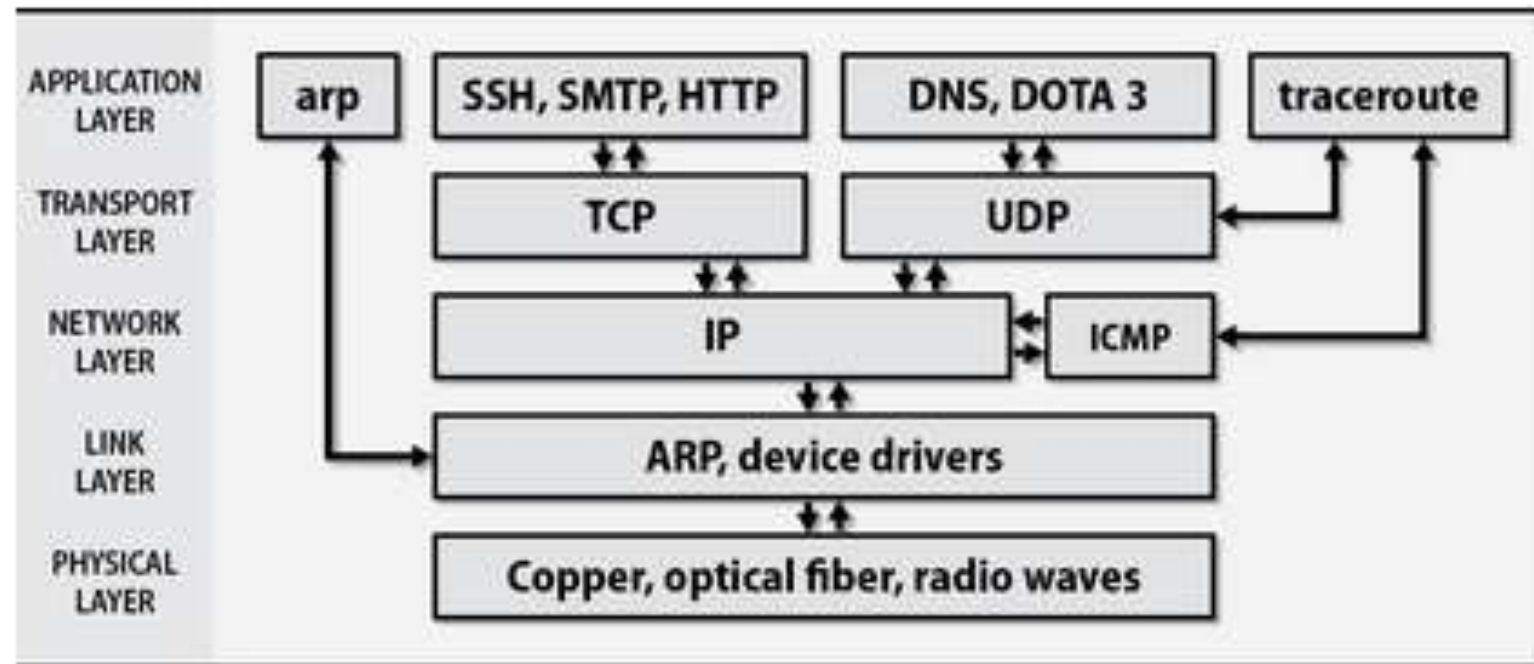 APPLICATION
LAYER
arp
SSH, SMTP, HTTP
DNS, DOTA 3
traceroute
TRANSPORT
LAYER
TCP
UDP
NETWORK
LAYER
IP
ICMP
LINK
LAYER
ARP, device drivers
PHYSICAL
LAYER
Copper, optical fiber, radio waves